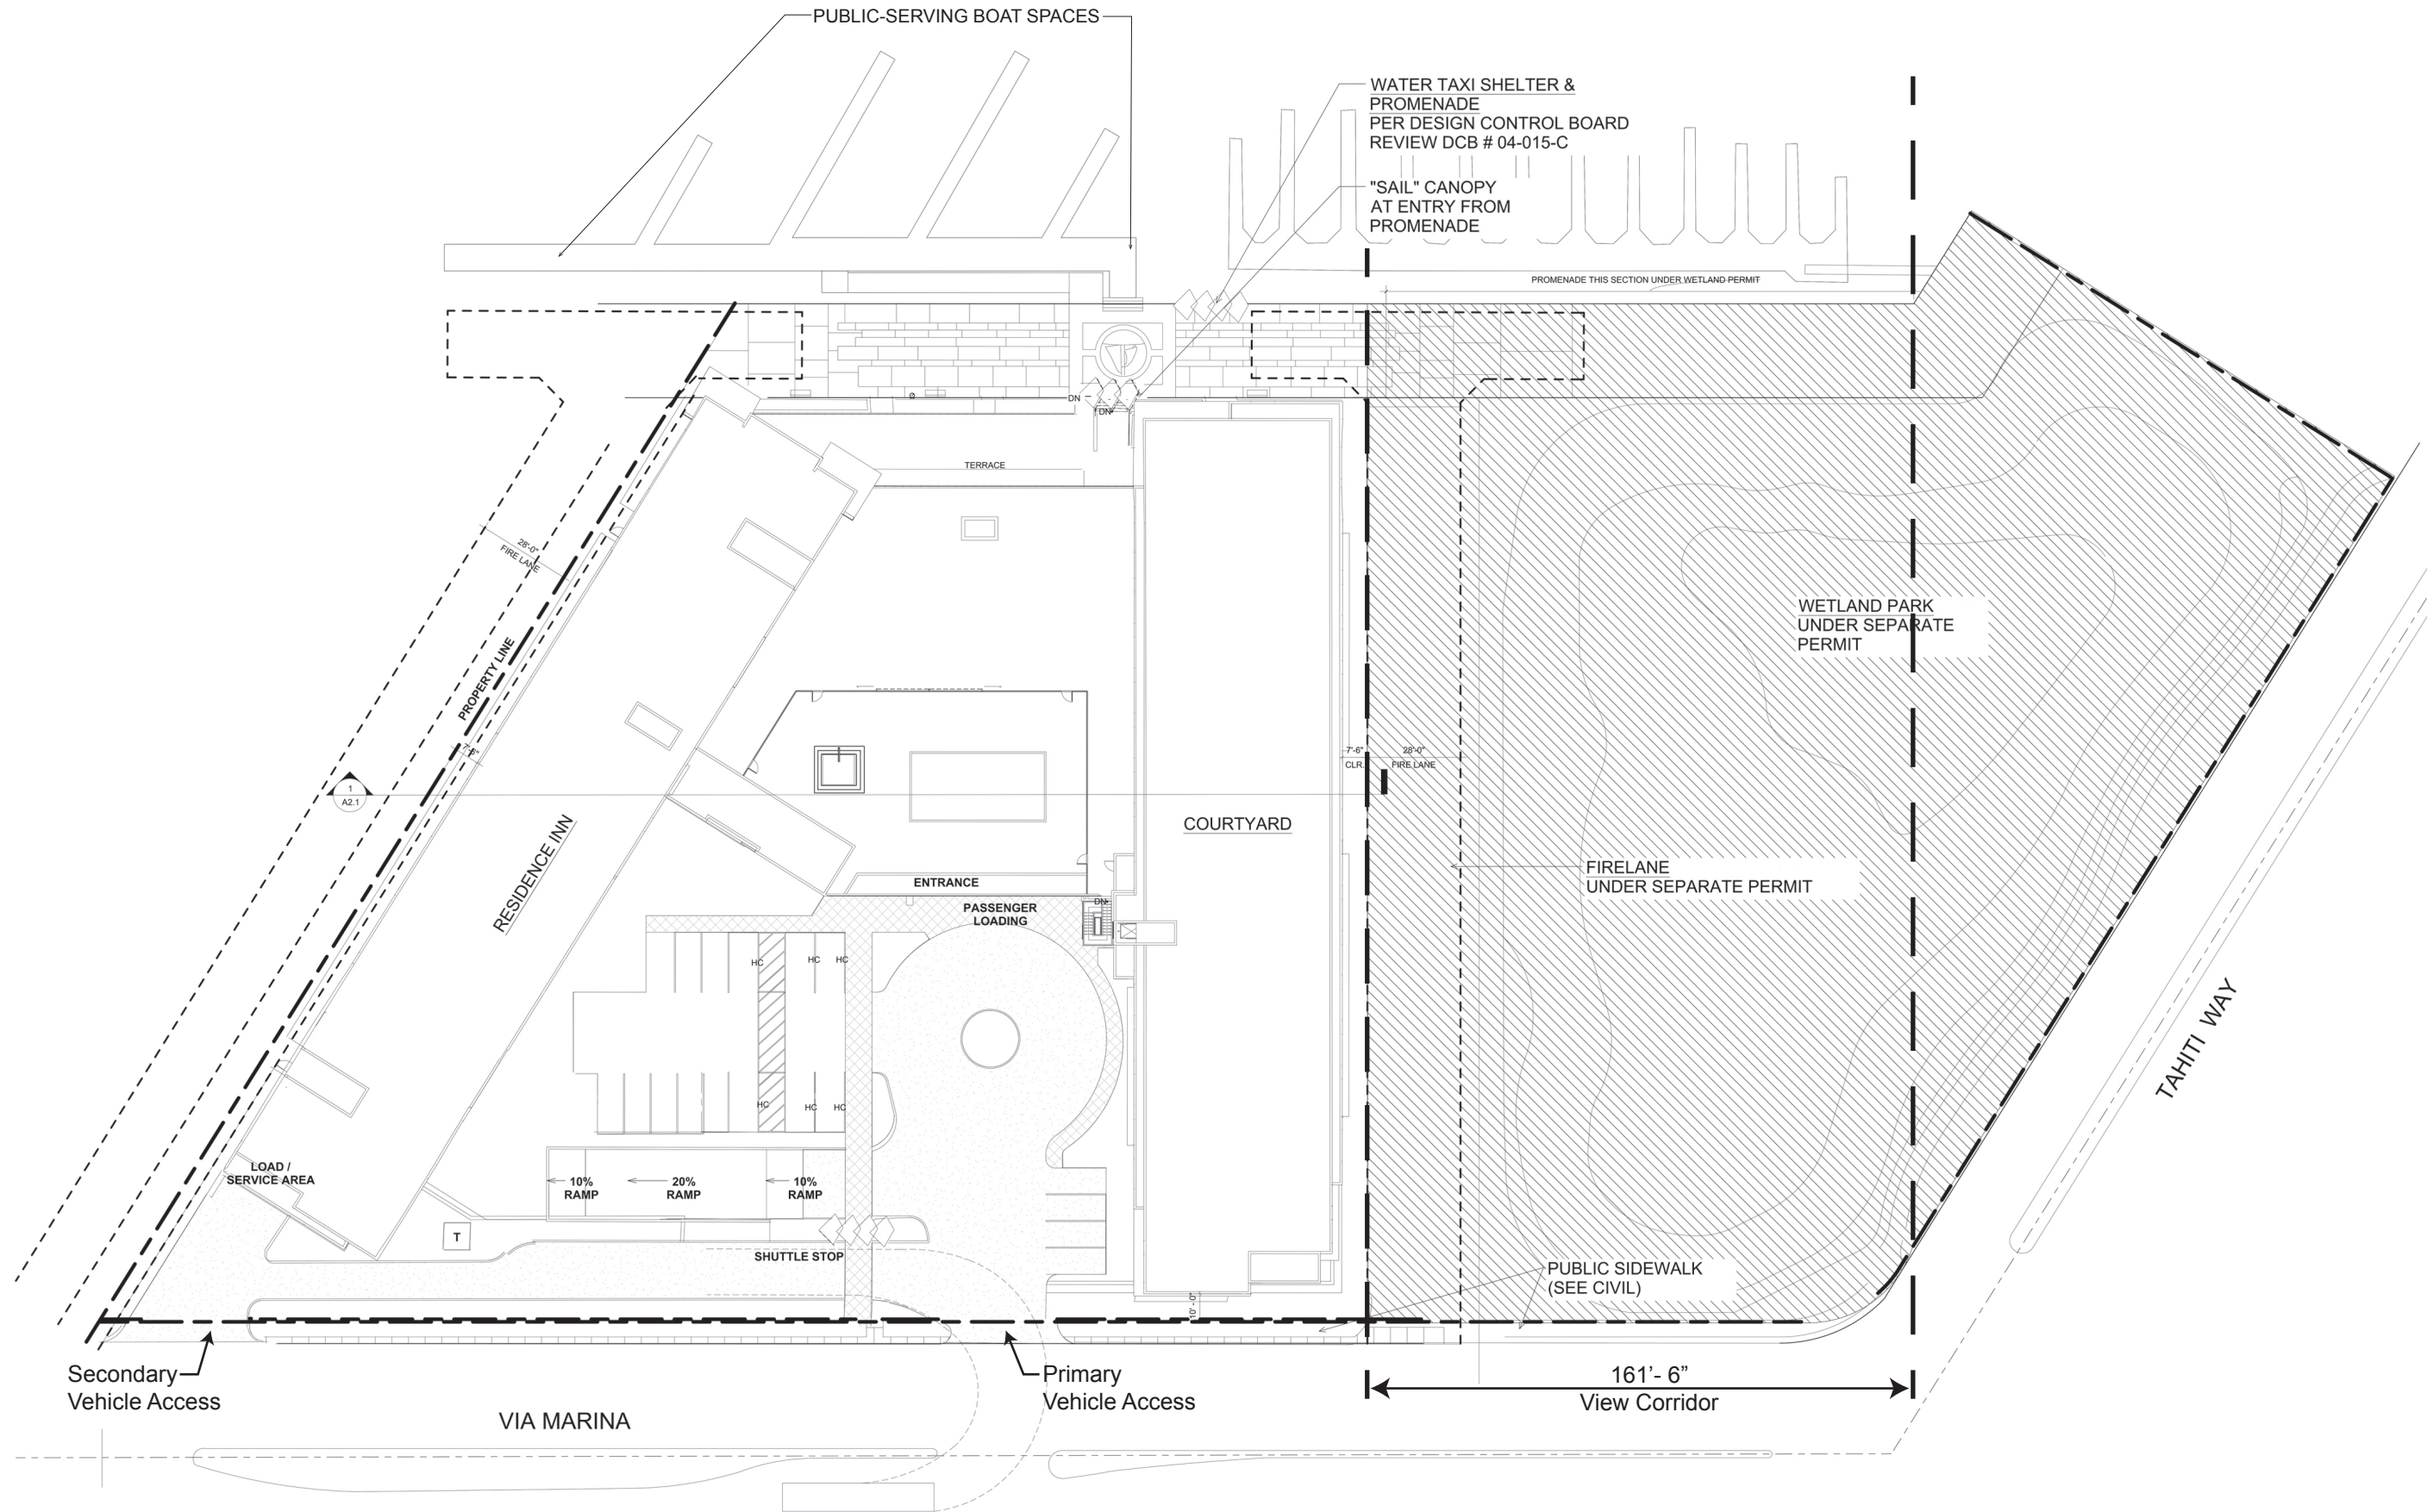 PUBLIC-SERVING BOAT SPACES
WATER TAXI SHELTER &
PROMENADE
PER DESIGN CONTROL BOARD
REVIEW DCB # 04-015-C
"SAIL" CANOPY
AT ENTRY FROM
PROMENADE
PROMENADE THIS SECTION UNDER WETLAND PERMIT
DN
DN
TERRACE
28'-0"
FIRE LANE
PROPERTY LINE
7'-6"
1
A2.1
RESIDENCE INN
COURTYARD
7'-6"
CLR.
28'-0"
FIRE LANE
WETLAND PARK
UNDER SEPARATE
PERMIT
FIRELANE
UNDER SEPARATE PERMIT
ENTRANCE
PASSENGER
LOADING
DN
HC
HC
HC
HC
HC
HC
LOAD /
SERVICE AREA
10%
RAMP
20%
RAMP
10%
RAMP
T
SHUTTLE STOP
10'-0"
PUBLIC SIDEWALK
(SEE CIVIL)
TAHITI WAY
Secondary
Vehicle Access
Primary
Vehicle Access
161'- 6"
View Corridor
VIA MARINA